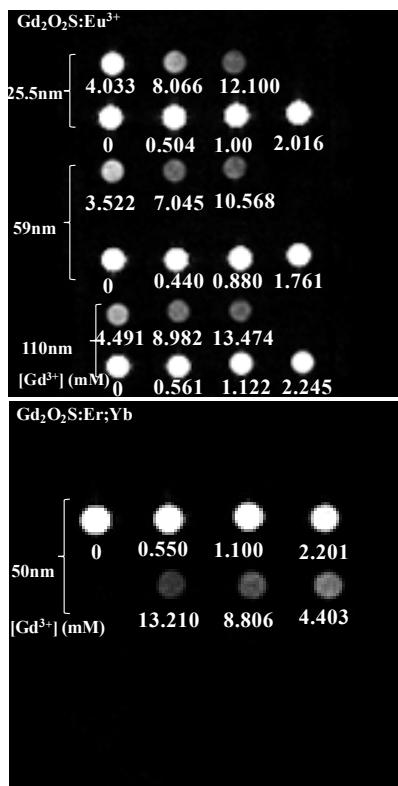 Gd₂O₂S:Eu³⁺
4.033 8.066 12.100
25.5nm
0 0.504 1.00 2.016
3.522 7.045 10.568
59nm
0 0.440 0.880 1.761
4.491 8.982 13.474
110nm
[Gd³⁺] (mM) 0 0.561 1.122 2.245
Gd₂O₂S:Er;Yb
0 0.550 1.100 2.201
50nm
13.210 8.806 4.403
[Gd³⁺] (mM)